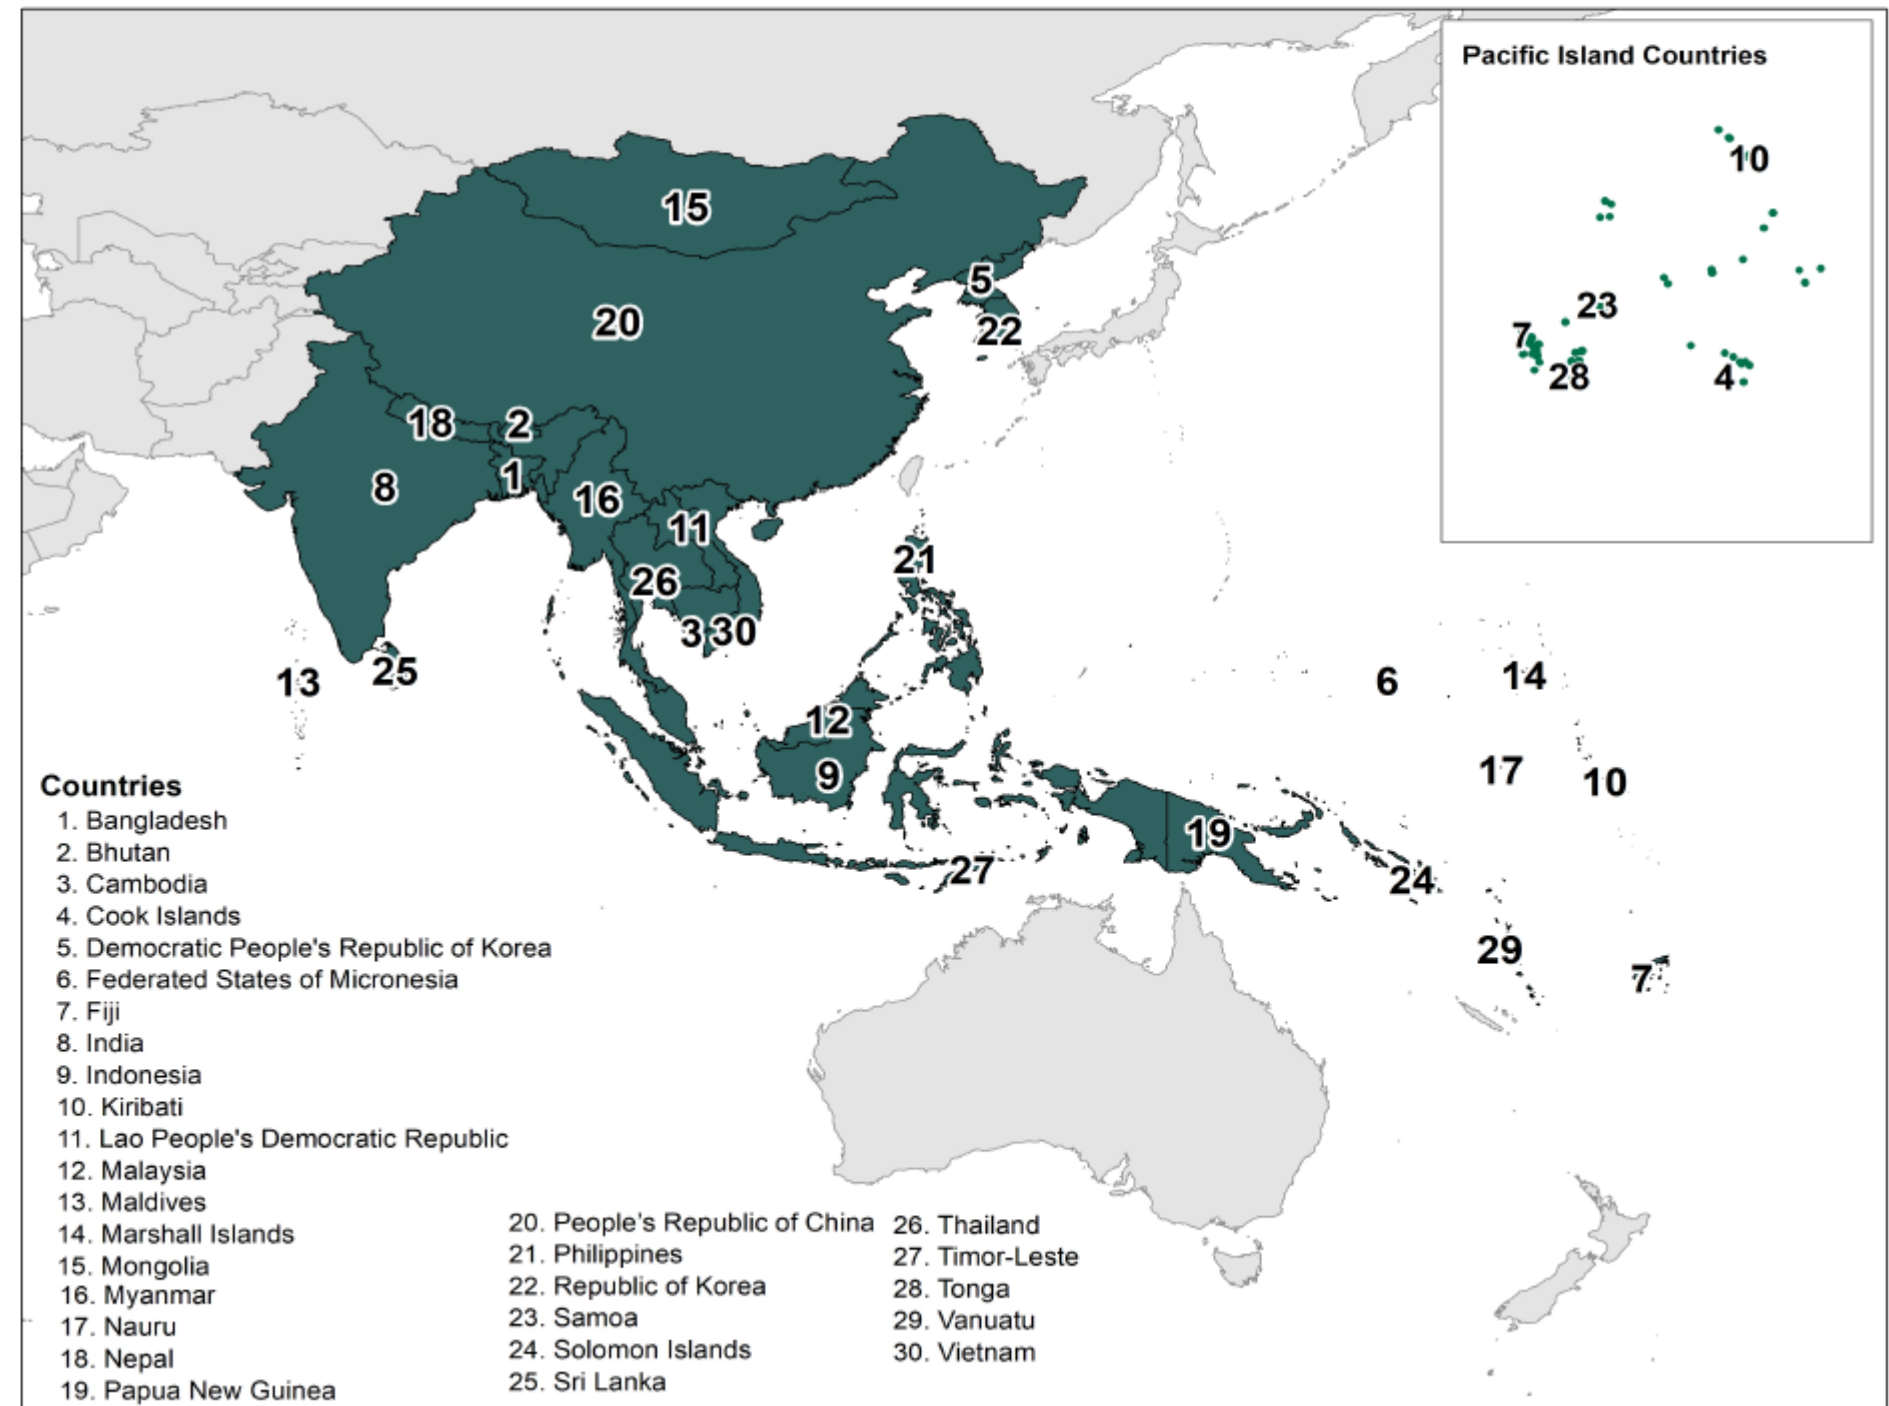 Pacific Island Countries
10
15
5
23
20
22
7
28
4
18
2
8
1
16
11
21
26
3
30
13
25
6
14
12
17
10
9
19
27
24
29
7
Countries
1. Bangladesh
2. Bhutan
3. Cambodia
4. Cook Islands
5. Democratic People's Republic of Korea
6. Federated States of Micronesia
7. Fiji
8. India
9. Indonesia
10. Kiribati
11. Lao People's Democratic Republic
12. Malaysia
13. Maldives
14. Marshall Islands
15. Mongolia
16. Myanmar
17. Nauru
18. Nepal
19. Papua New Guinea
20. People's Republic of China
21. Philippines
22. Republic of Korea
23. Samoa
24. Solomon Islands
25. Sri Lanka
26. Thailand
27. Timor-Leste
28. Tonga
29. Vanuatu
30. Vietnam